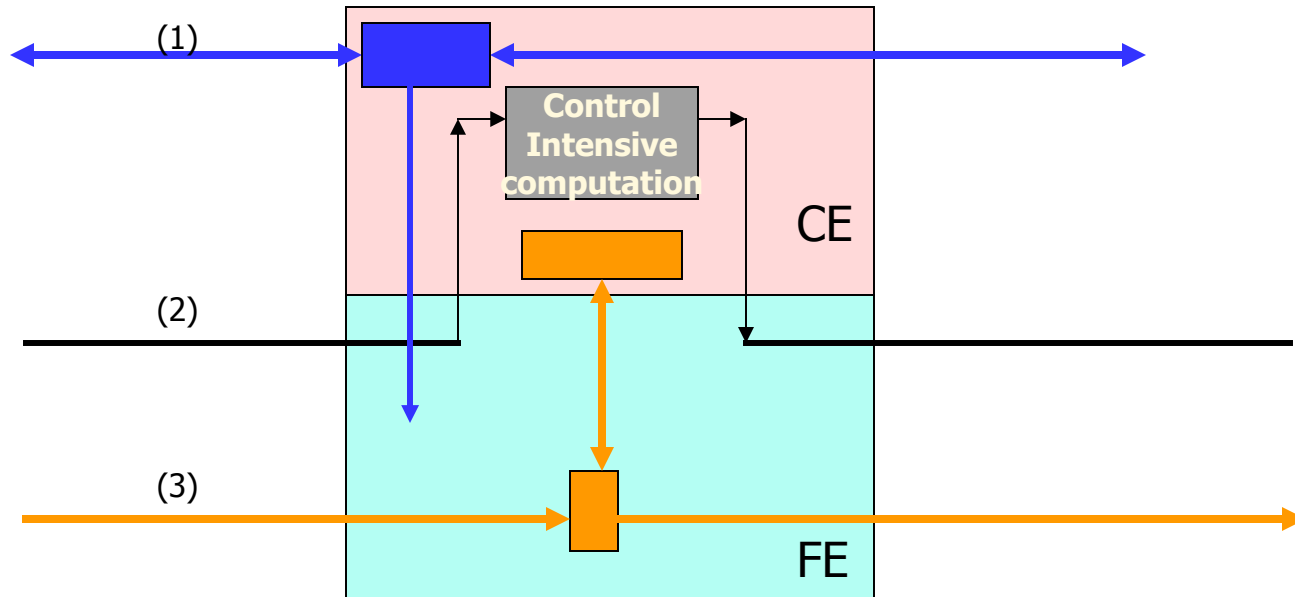 (1)
Control
Intensive
computation
CE
(2)
(3)
FE